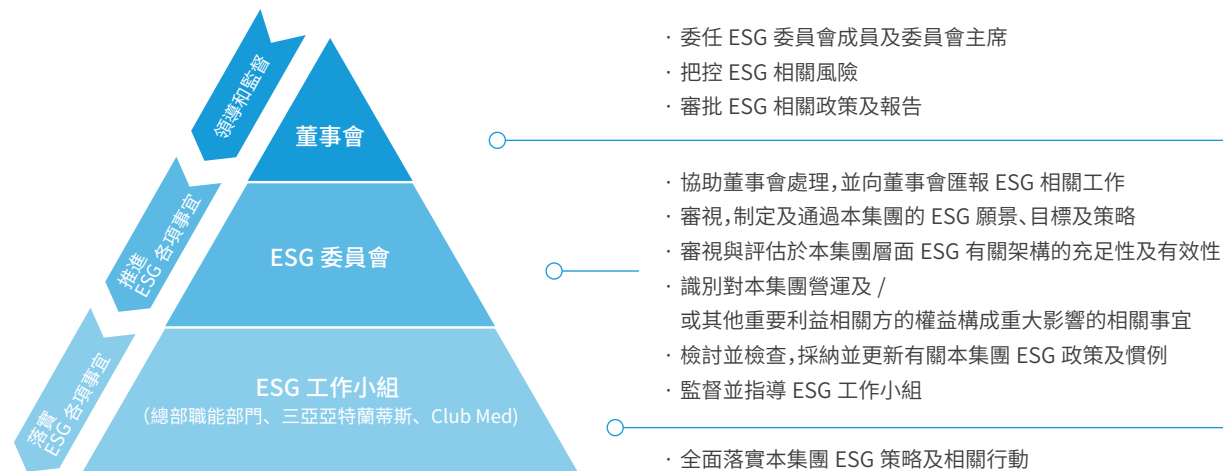 領導和監督
董事會
· 委任 ESG 委員會成員及委員會主席
· 把控 ESG 相關風險
· 審批 ESG 相關政策及報告
推進
ESG 各項事宜
ESG 委員會
· 協助董事會處理,並向董事會匯報 ESG 相關工作
· 審視,制定及通過本集團的 ESG 願景、目標及策略
· 審視與評估於本集團層面 ESG 有關架構的充足性及有效性
· 識別對本集團營運及 /
或其他重要利益相關方的權益構成重大影響的相關事宜
· 檢討並檢查,採納並更新有關本集團 ESG 政策及慣例
· 監督並指導 ESG 工作小組
落實
ESG 各項事宜
ESG 工作小組
(總部職能部門、三亞亞特蘭蒂斯、Club Med)
· 全面落實本集團 ESG 策略及相關行動